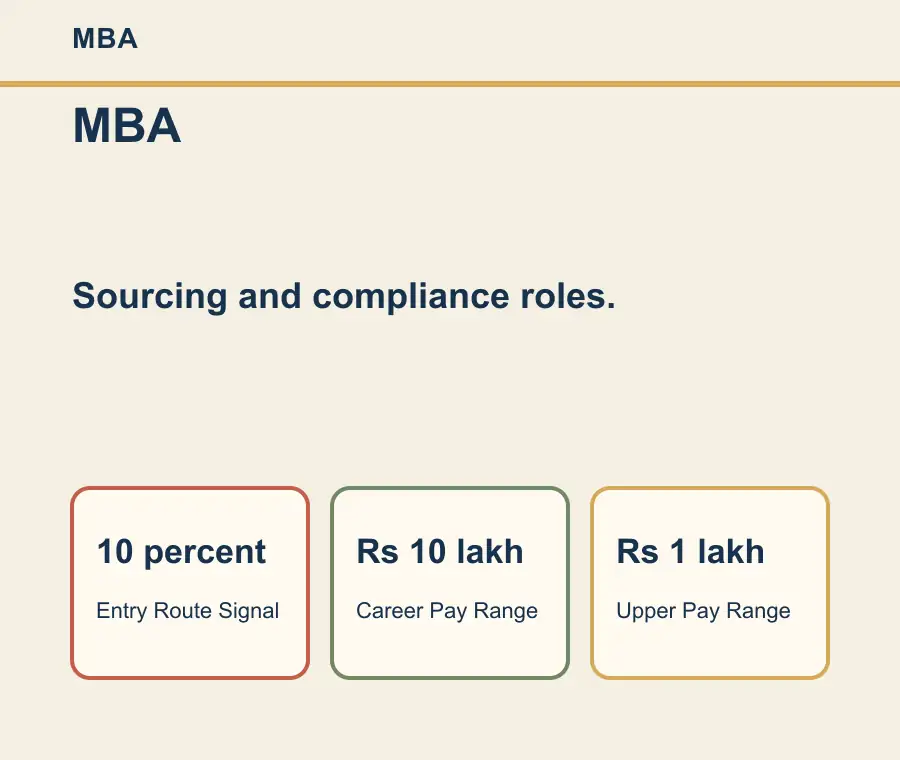 MBA
MBA
Sourcing and compliance roles.
10 percent
Entry Route Signal
Rs 10 lakh
Career Pay Range
Rs 1 lakh
Upper Pay Range